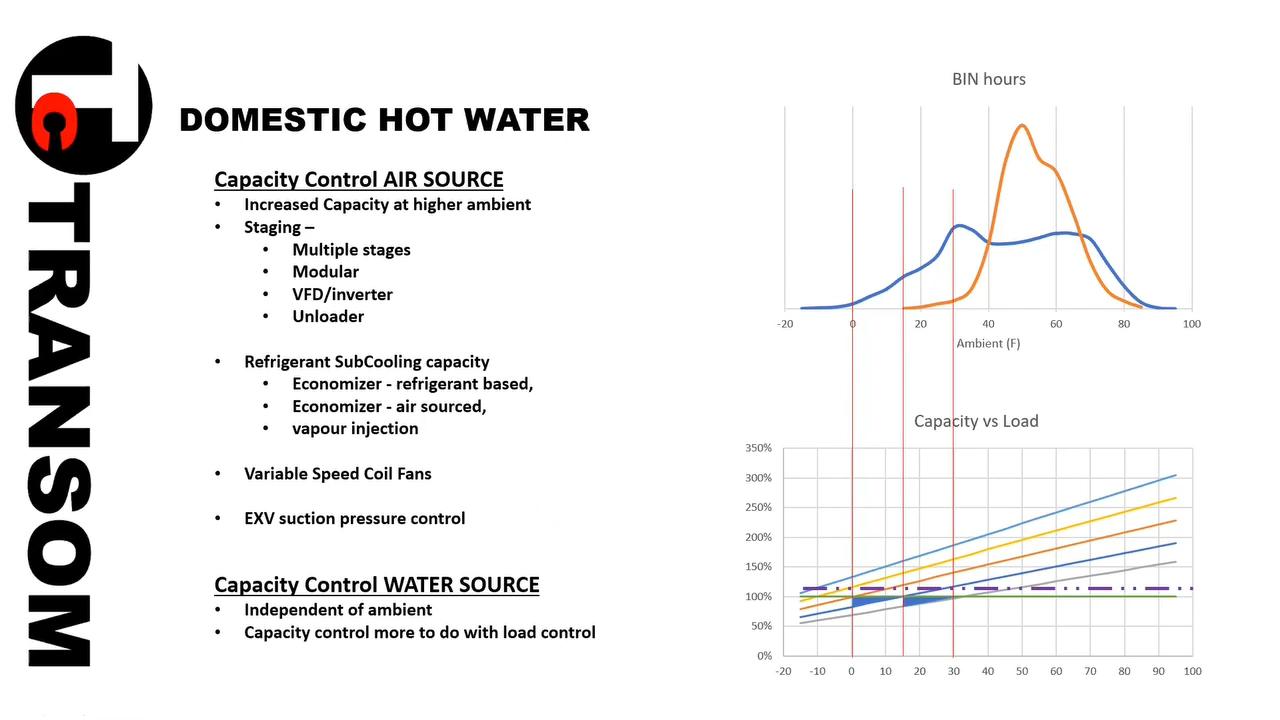 TC
TRANSOM
DOMESTIC HOT WATER
Capacity Control AIR SOURCE
• Increased Capacity at higher ambient
• Staging –
• Multiple stages
• Modular
• VFD/inverter
• Unloader
• Refrigerant SubCooling capacity
• Economizer - refrigerant based,
• Economizer - air sourced,
• vapour injection
• Variable Speed Coil Fans
• EXV suction pressure control
Capacity Control WATER SOURCE
• Independent of ambient
• Capacity control more to do with load control
BIN hours
-20 0 20 40 60 80 100
Ambient (F)
Capacity vs Load
350%
300%
250%
200%
150%
100%
50%
0%
-20 -10 0 10 20 30 40 50 60 70 80 90 100